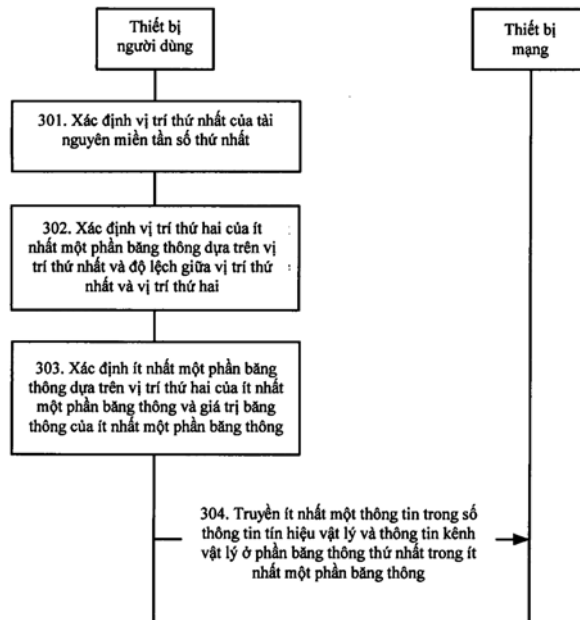 Thiết bị
người dùng
Thiết bị
mạng
301. Xác định vị trí thứ nhất của tài
nguyên miền tần số thứ nhất
302. Xác định vị trí thứ hai của ít
nhất một phần băng thông dựa trên vị
trí thứ nhất và độ lệch giữa vị trí thứ
nhất và vị trí thứ hai
303. Xác định ít nhất một phần băng
thông dựa trên vị trí thứ hai của ít nhất
một phần băng thông và giá trị băng
thông của ít nhất một phần băng thông
304. Truyền ít nhất một thông tin trong số
thông tin tín hiệu vật lý và thông tin kênh
vật lý ở phần băng thông thứ nhất trong ít
nhất một phần băng thông